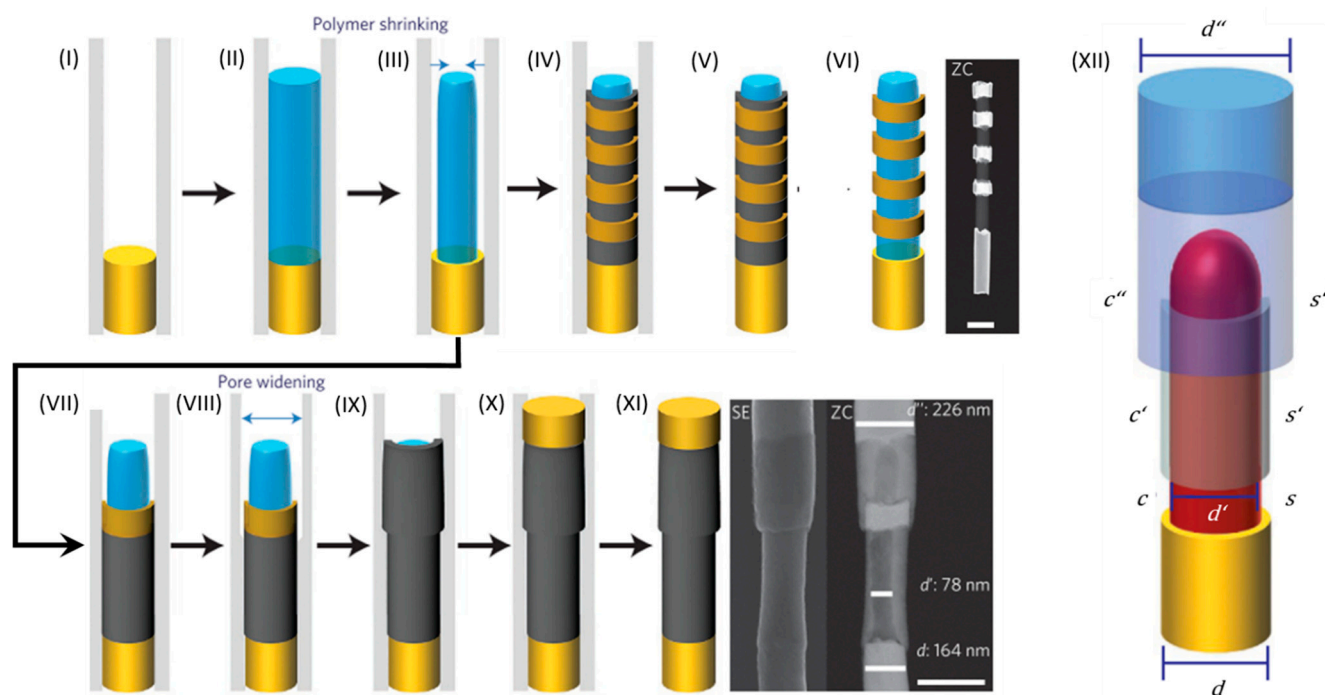 Polymer shrinking
(I)
(II)
(III)
(IV)
(V)
(VI)
ZC
(XII)
d“
c“
s“
c‘
s‘
c
d‘
s
d
Pore widening
(VII)
(VIII)
(IX)
(X)
(XI)
SE
ZC
d'': 226 nm
d': 78 nm
d: 164 nm